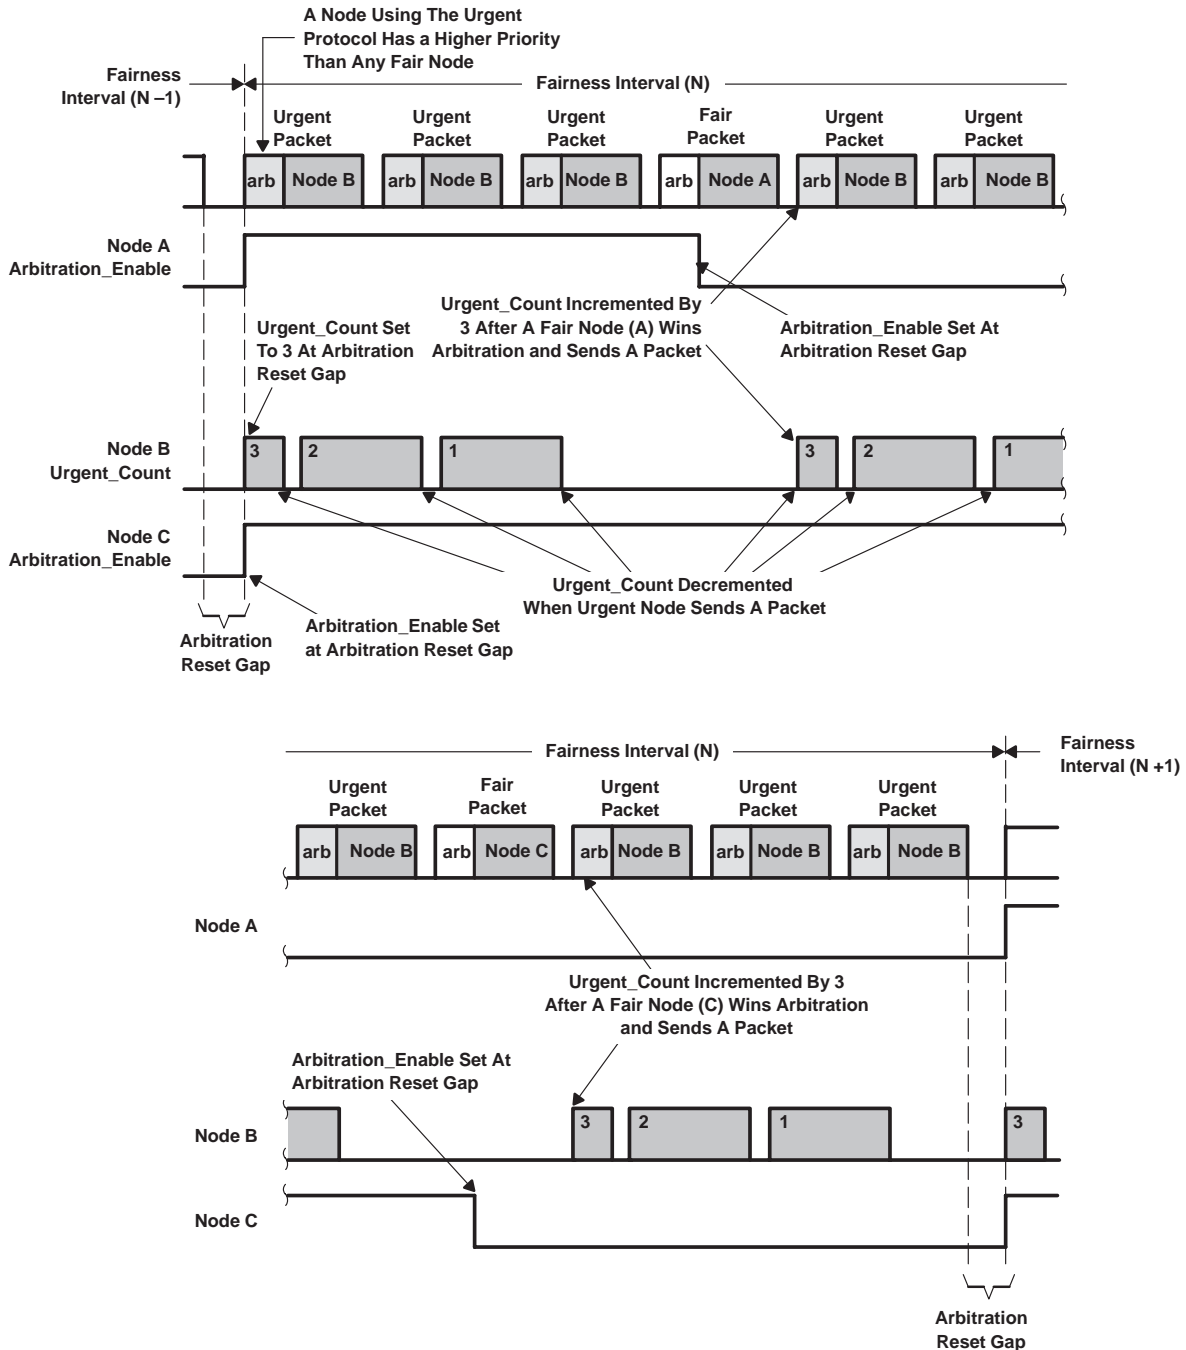 A Node Using The Urgent
Protocol Has a Higher Priority
Than Any Fair Node
Fairness
Interval (N –1)
Fairness Interval (N)
Urgent
Packet
Urgent
Packet
Urgent
Packet
Fair
Packet
Urgent
Packet
Urgent
Packet
arb Node B arb Node B arb Node B arb Node A arb Node B arb Node B
Node A
Arbitration_Enable
Urgent_Count Incremented By
3 After A Fair Node (A) Wins
Arbitration and Sends A Packet
Urgent_Count Set
To 3 At Arbitration
Reset Gap
Arbitration_Enable Set At
Arbitration Reset Gap
Node B
Urgent_Count
3 2 1 3 2 1
Node C
Arbitration_Enable
Urgent_Count Decremented
When Urgent Node Sends A Packet
Arbitration
Reset Gap
Arbitration_Enable Set
at Arbitration Reset Gap
Fairness Interval (N)
Fairness
Interval (N +1)
Urgent
Packet
Fair
Packet
Urgent
Packet
Urgent
Packet
Urgent
Packet
arb Node B arb Node C arb Node B arb Node B arb Node B
Node A
Urgent_Count Incremented By 3
After A Fair Node (C) Wins Arbitration
and Sends A Packet
Arbitration_Enable Set At
Arbitration Reset Gap
Node B
3 2 1 3
Node C
Arbitration
Reset Gap